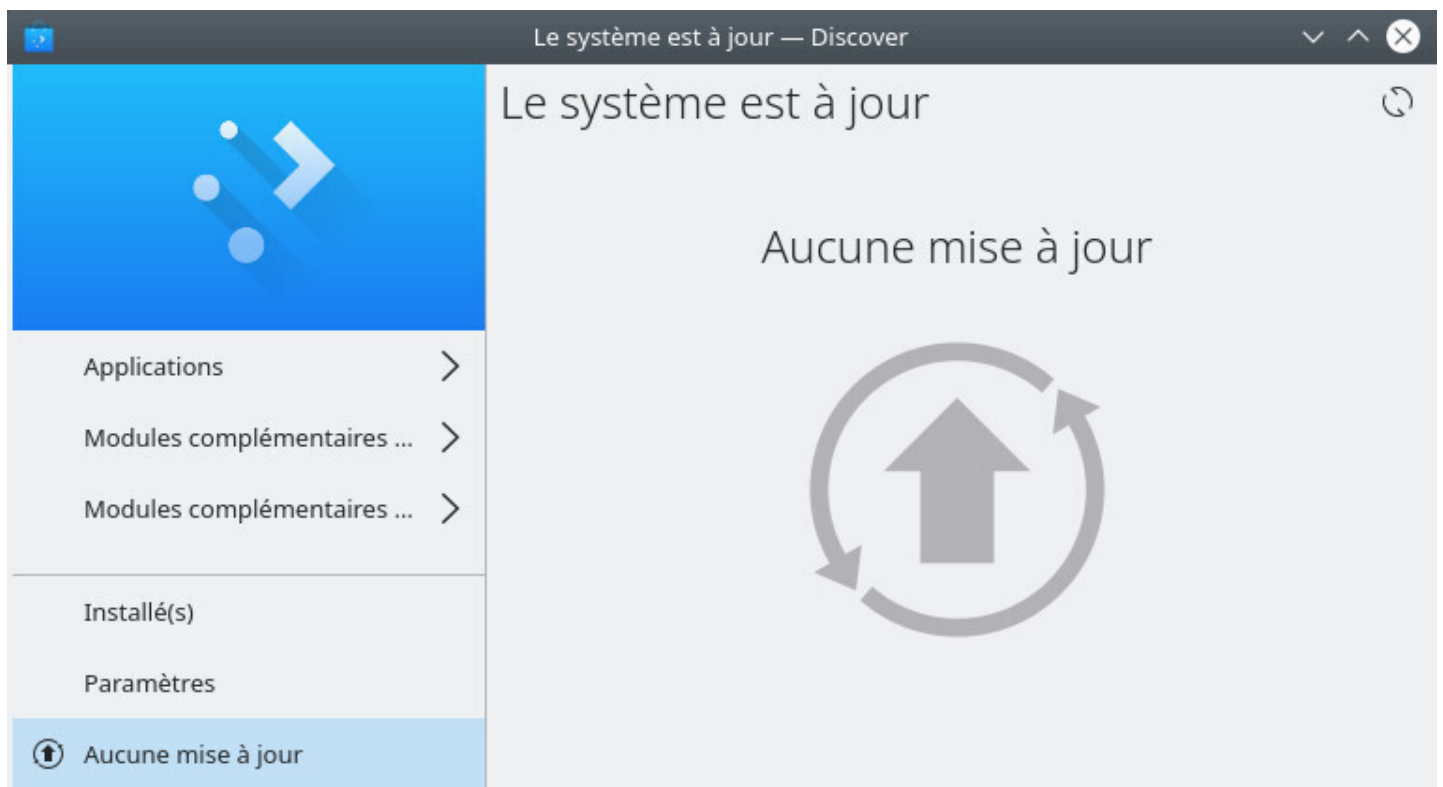 Le système est à jour — Discover
Le système est à jour
Aucune mise à jour
Applications
Modules complémentaires ...
Modules complémentaires ...
Installé(s)
Paramètres
Aucune mise à jour